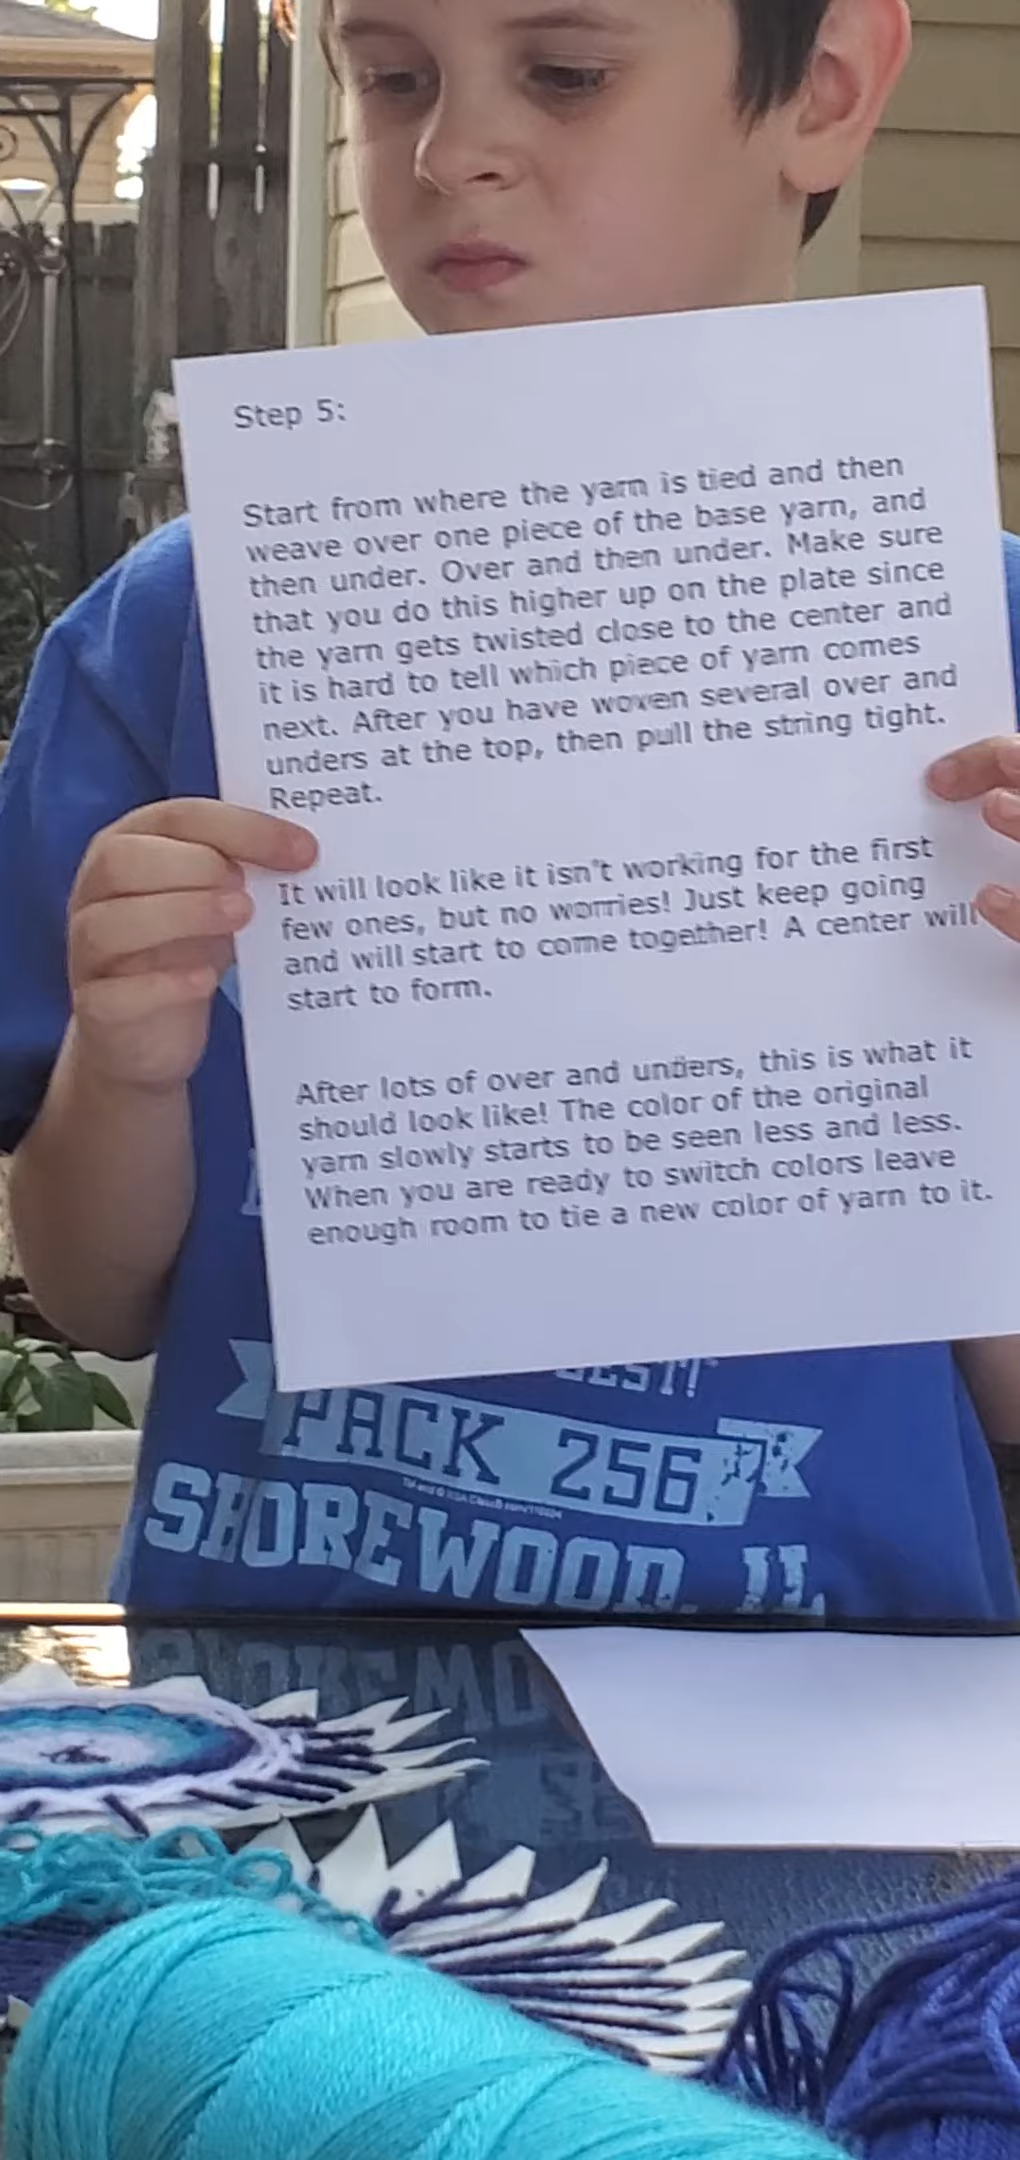 Step 5:
Start from where the yarn is tied and then
weave over one piece of the base yarn, and
then under. Over and then under. Make sure
that you do this higher up on the plate since
the yarn gets twisted close to the center and
it is hard to tell which piece of yarn comes
next. After you have woven several over and
unders at the top, then pull the string tight.
Repeat.
It will look like it isn't working for the first
few ones, but no worries! Just keep going
and will start to come together! A center will
start to form.
After lots of over and unders, this is what it
should look like! The color of the original
yarn slowly starts to be seen less and less.
When you are ready to switch colors leave
enough room to tie a new color of yarn to it.
PACK 256
SHOREWOOD, IL